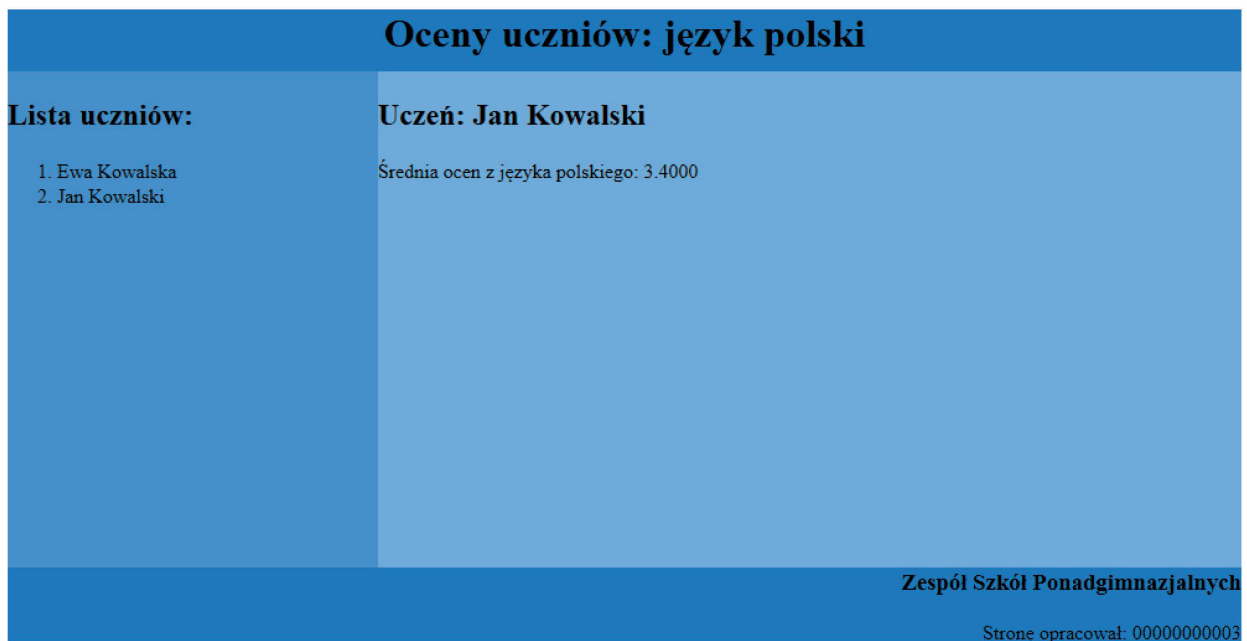 Oceny uczniów: język polski
Lista uczniów:
1. Ewa Kowalska
2. Jan Kowalski
Uczeń: Jan Kowalski
Średnia ocen z języka polskiego: 3.4000
Zespół Szkół Ponadgimnazjalnych
Stronę opracował: 00000000003